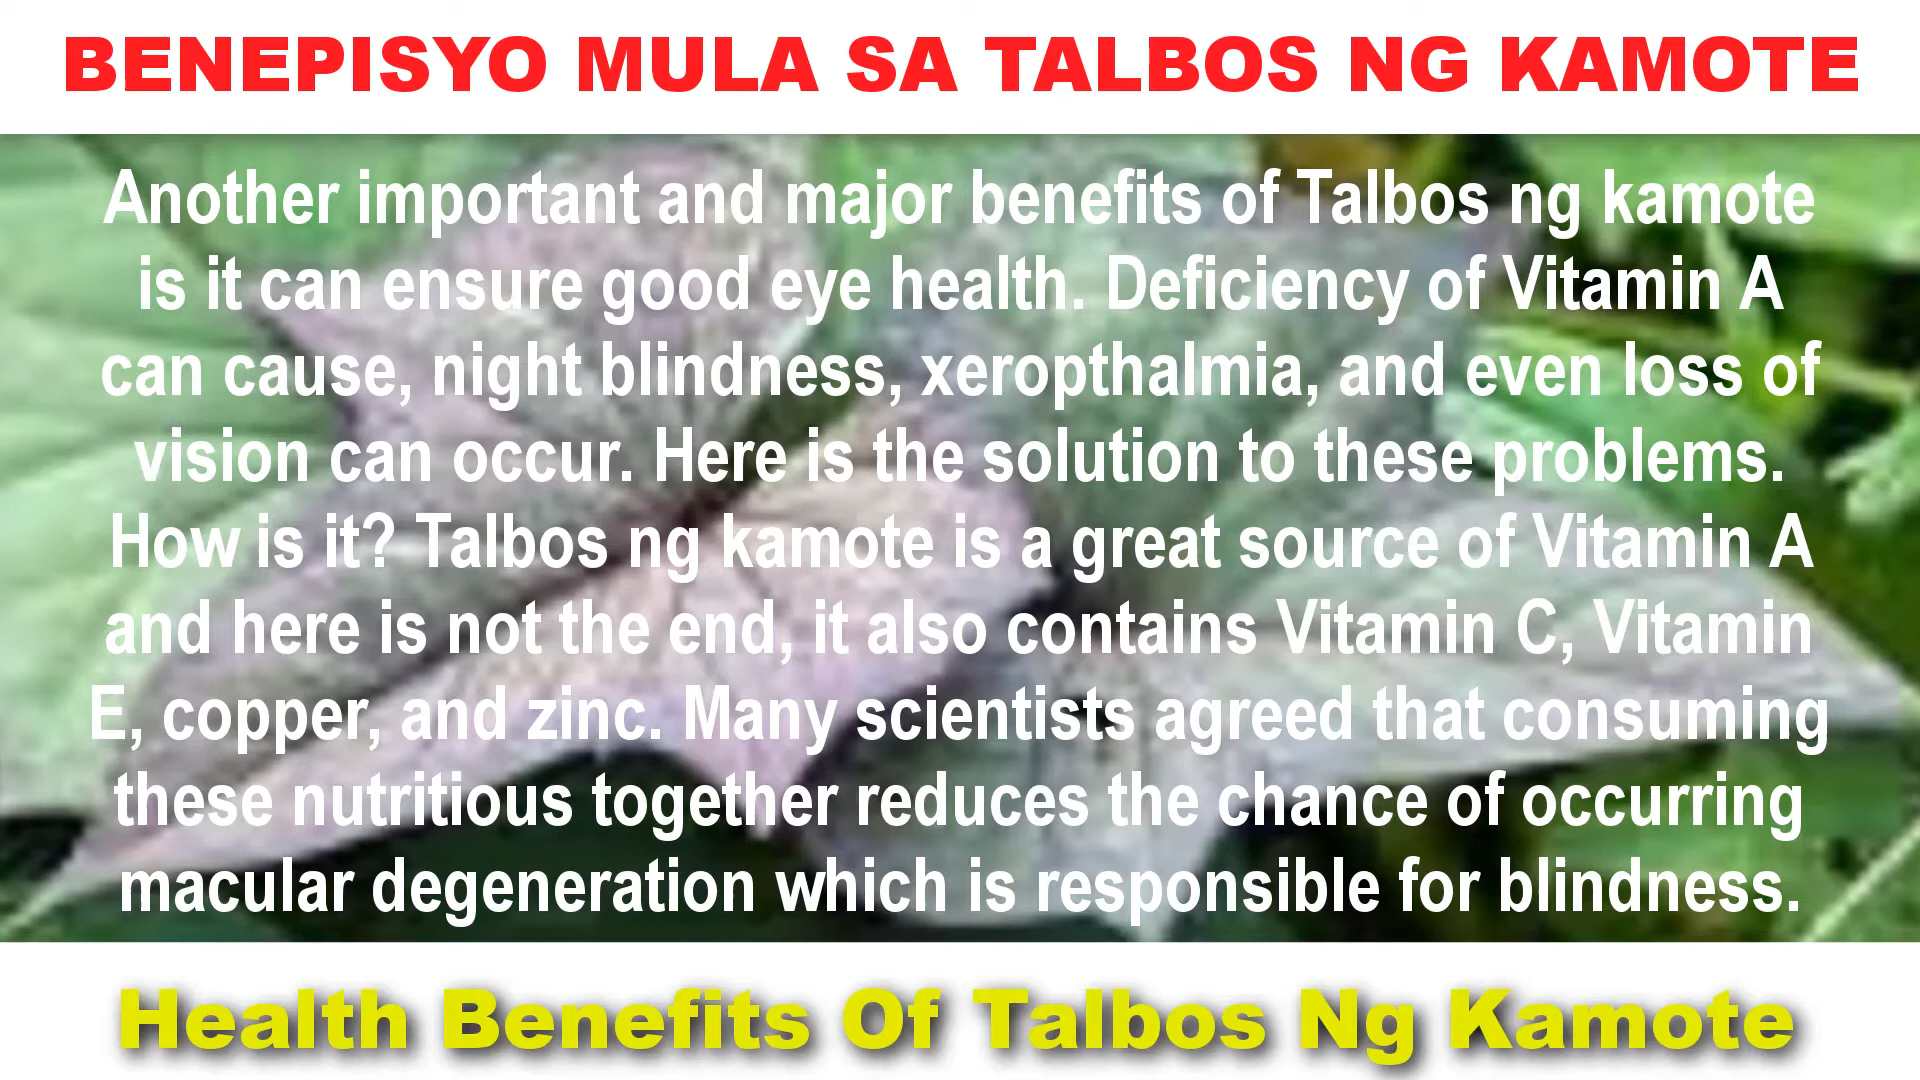 BENEPISYO MULA SA TALBOS NG KAMOTE
Another important and major benefits of Talbos ng kamote
is it can ensure good eye health. Deficiency of Vitamin A
can cause, night blindness, xeropthalmia, and even loss of
vision can occur. Here is the solution to these problems.
How is it? Talbos ng kamote is a great source of Vitamin A
and here is not the end, it also contains Vitamin C, Vitamin
E, copper, and zinc. Many scientists agreed that consuming
these nutritious together reduces the chance of occurring
macular degeneration which is responsible for blindness.
Health Benefits Of Talbos Ng Kamote